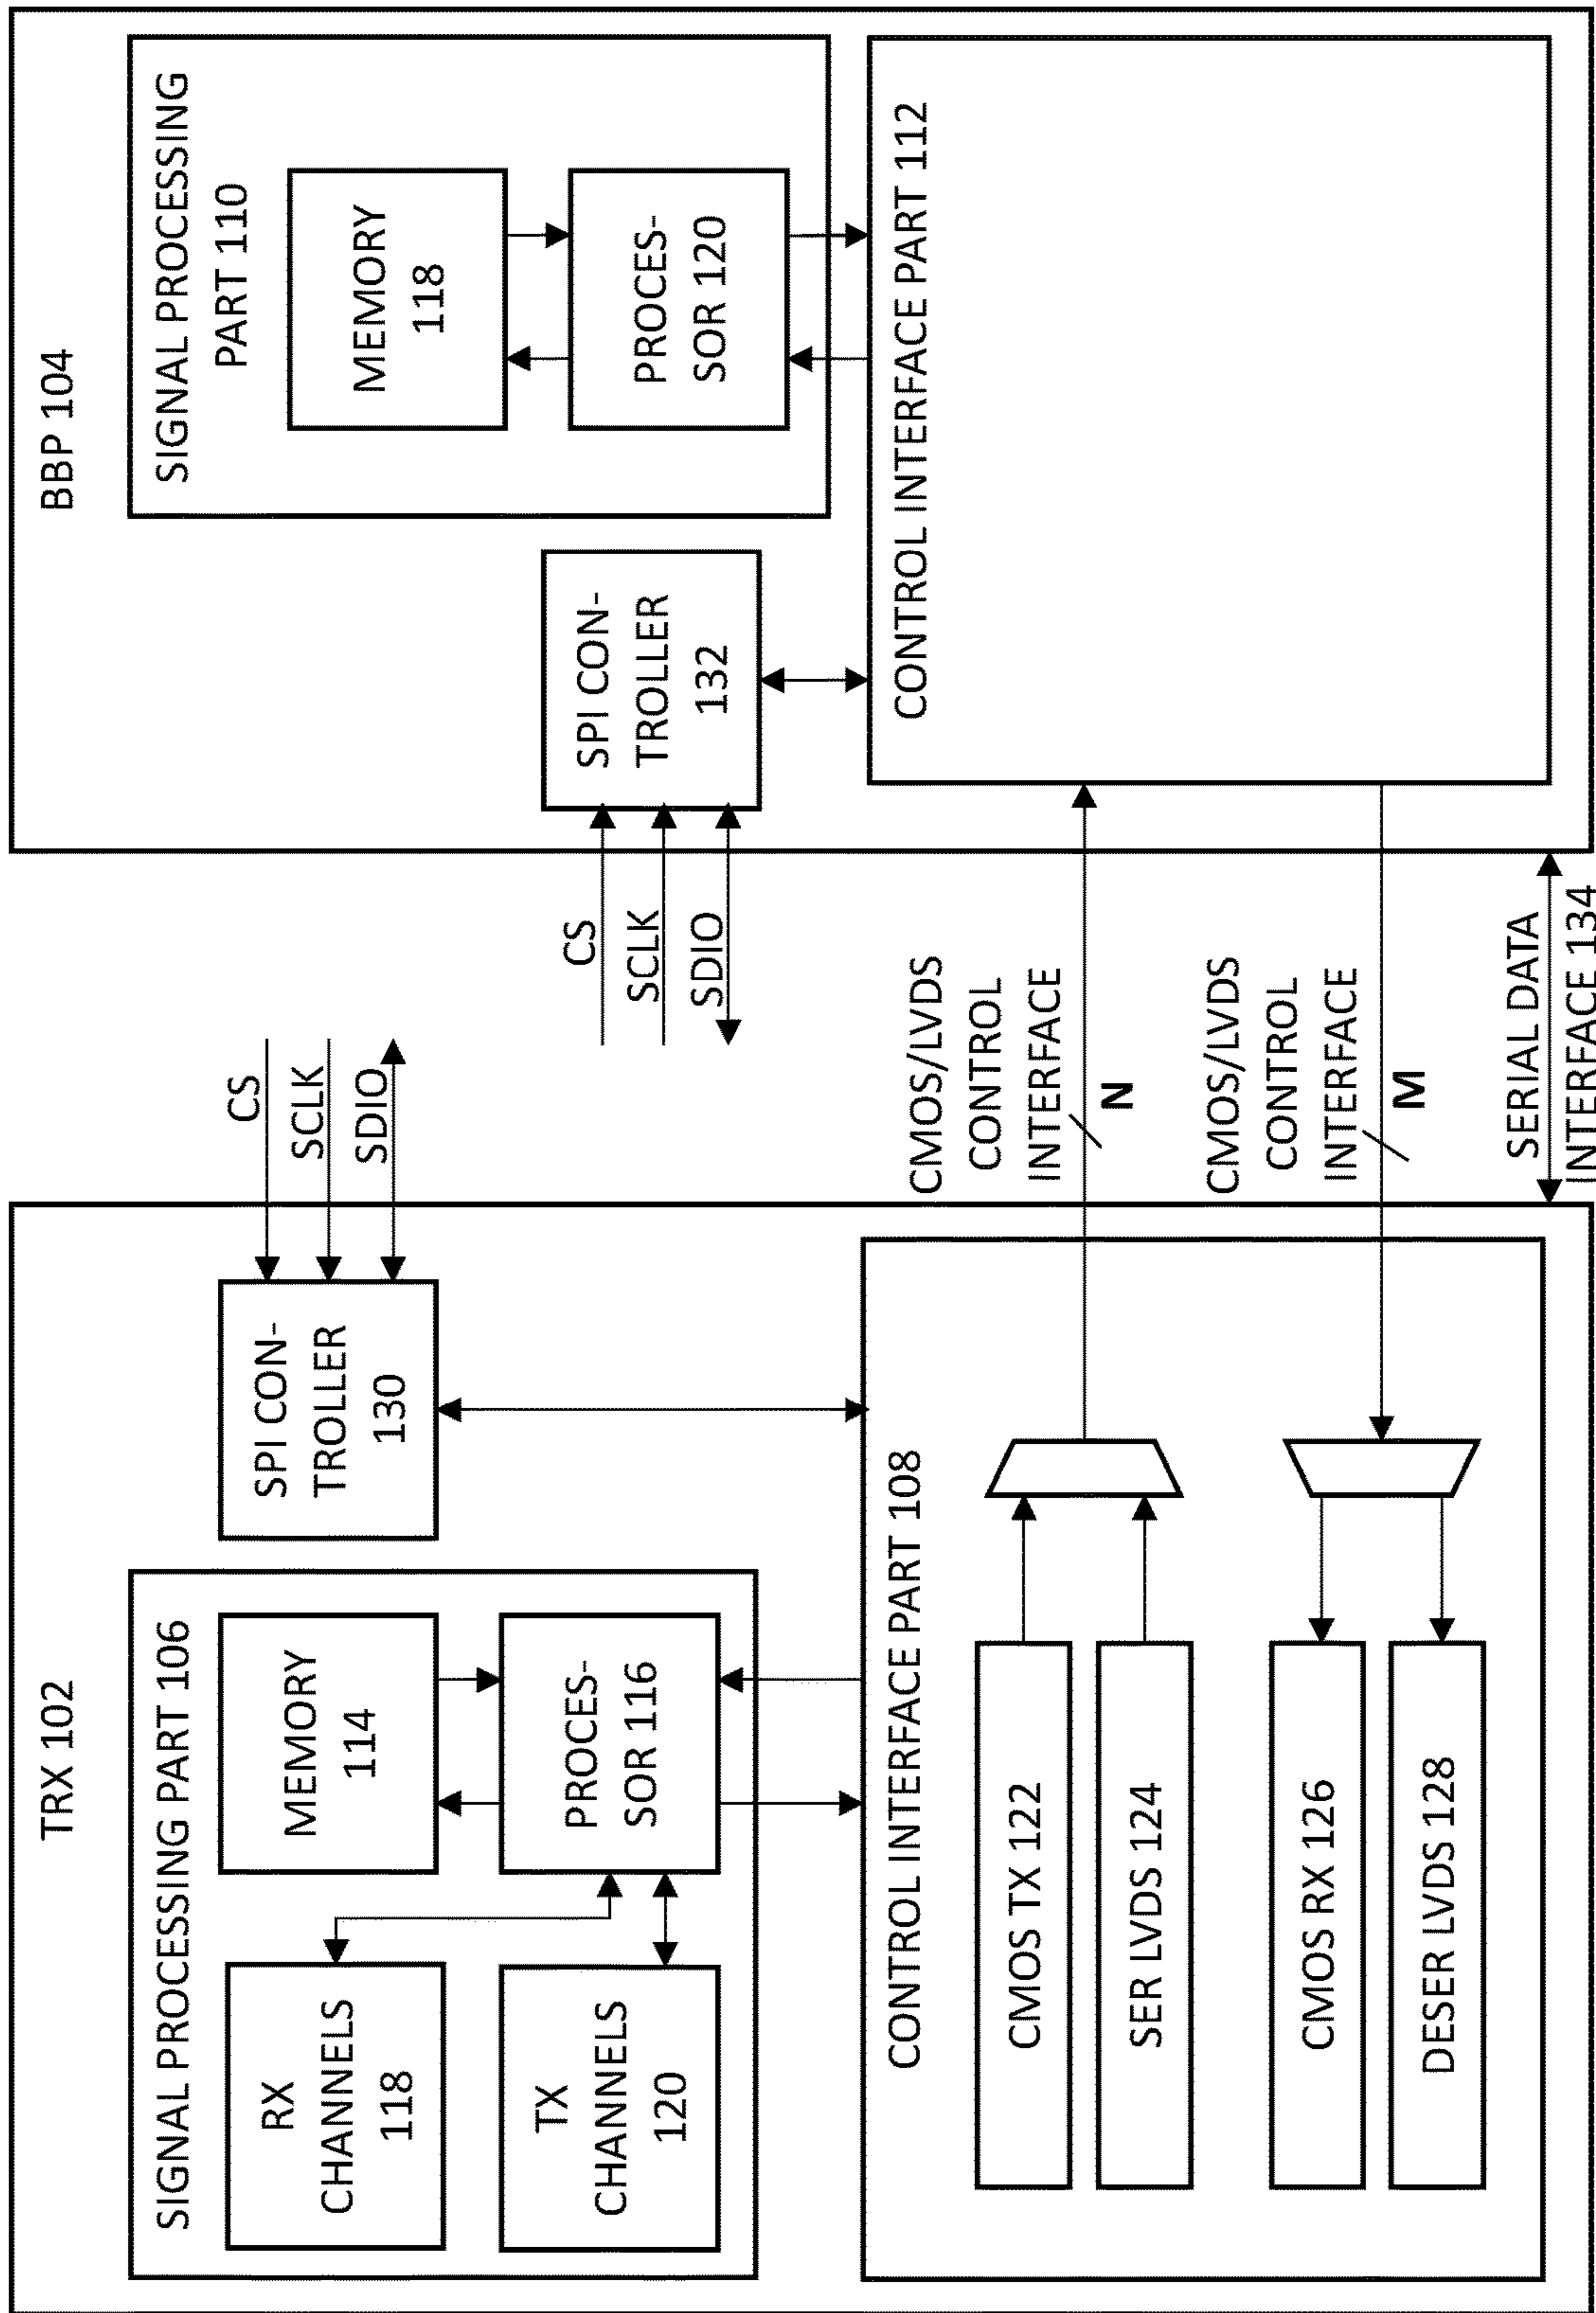 TRX 102
SIGNAL PROCESSING PART 106
RX
CHANNELS
118
TX
CHANNELS
120
MEMORY
114
PROCES-
SOR 116
SPI CON-
TROLLER
130
CS
SCLK
SDIO
CONTROL INTERFACE PART 108
CMOS TX 122
SER LVDS 124
CMOS RX 126
DESER LVDS 128
CMOS/LVDS
CONTROL
INTERFACE
N
CMOS/LVDS
CONTROL
INTERFACE
M
SERIAL DATA
INTERFACE 134
BBP 104
CS
SCLK
SDIO
SPI CON-
TROLLER
132
SIGNAL PROCESSING
PART 110
MEMORY
118
PROCES-
SOR 120
CONTROL INTERFACE PART 112